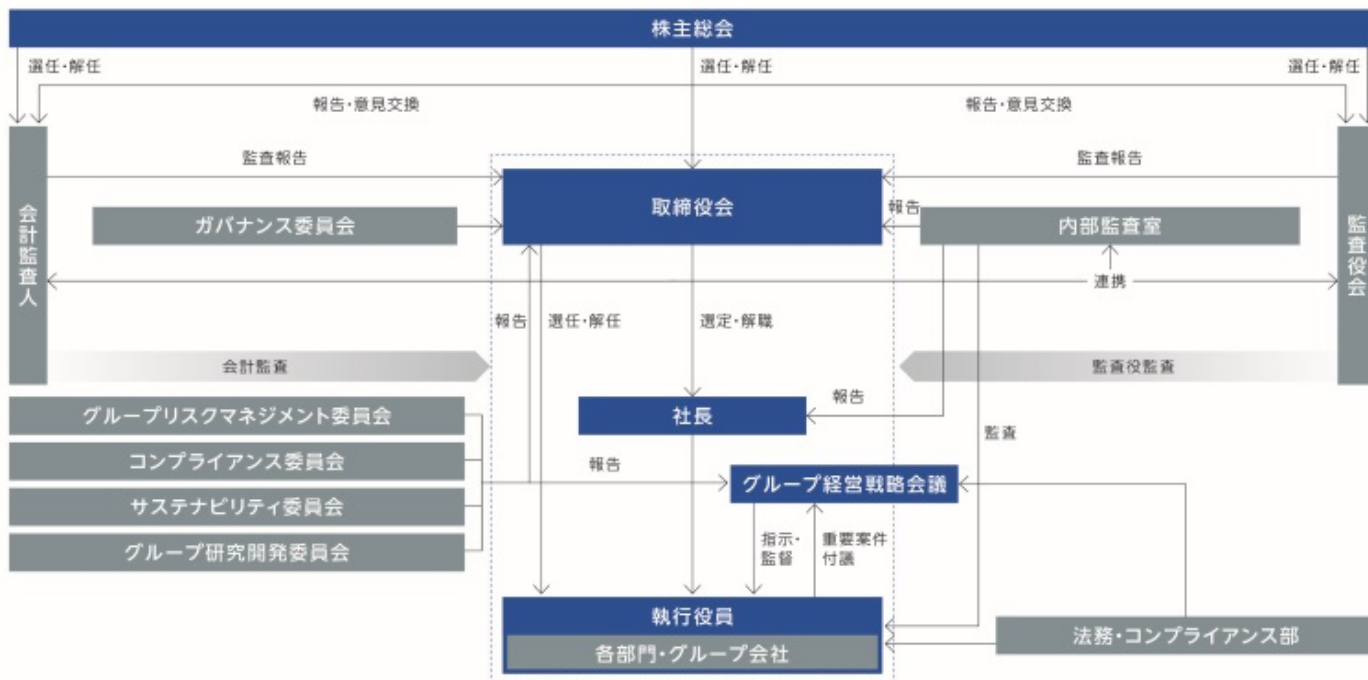 株主総会
選任・解任
選任・解任
選任・解任
報告・意見交換
報告・意見交換
会計監査人
監査報告
監査報告
監査役会
取締役会
ガバナンス委員会
報告
内部監査室
連携
報告
選任・解任
選定・解職
会計監査
監査役監査
グループリスクマネジメント委員会
社長
報告
監査
コンプライアンス委員会
報告
グループ経営戦略会議
サステナビリティ委員会
グループ研究開発委員会
指示・
監督
重要案件
付議
執行役員
各部門・グループ会社
法務・コンプライアンス部